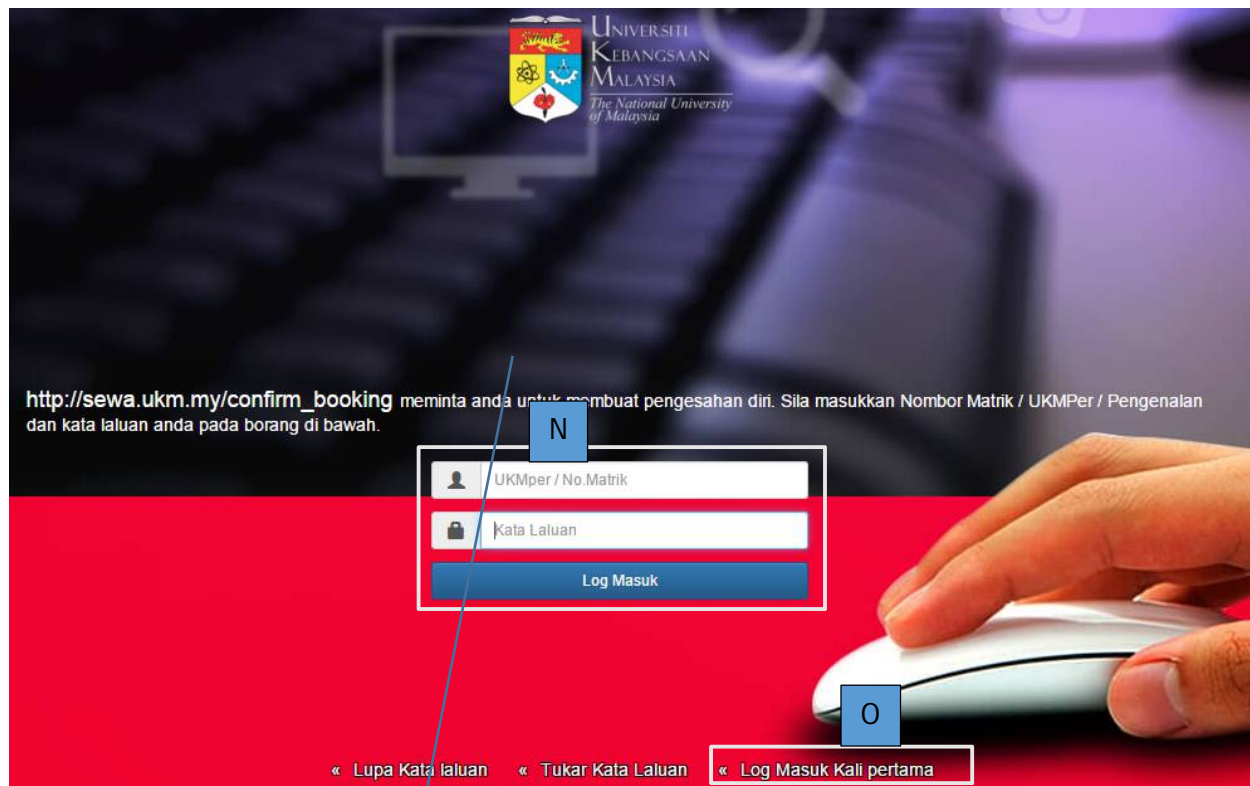 UNIVERSITI
KEBANGSAAN
MALAYSIA
The National University
of Malaysia
http://sewa.ukm.my/confirm_booking meminta anda untuk membuat pengesahan diri. Sila masukkan Nombor Matrik / UKMPer / Pengenalan
dan kata laluan anda pada borang di bawah.
N
UKMper / No.Matrik
Kata Laluan
Log Masuk
O
« Lupa Kata laluan « Tukar Kata Laluan « Log Masuk Kali pertama